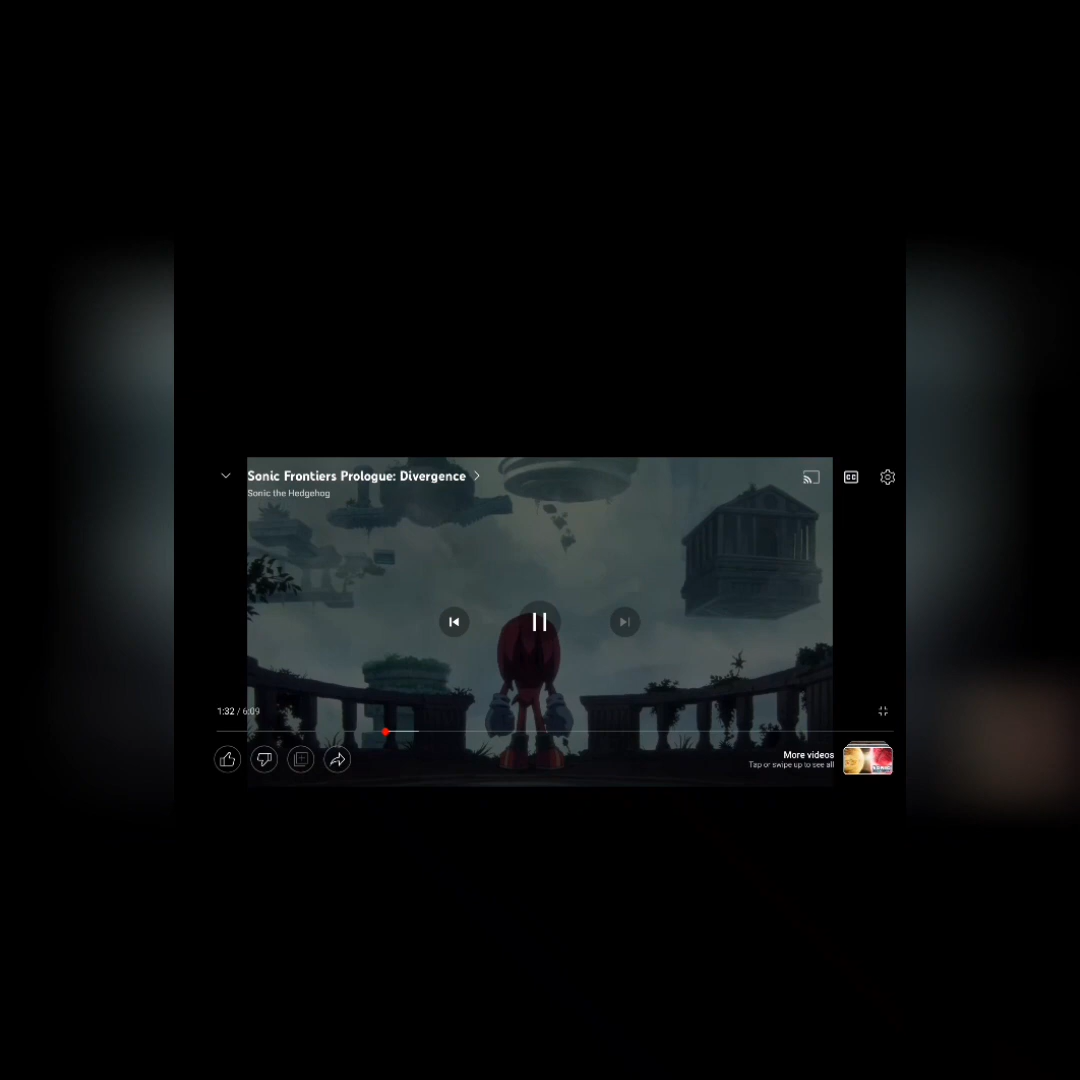 Sonic Frontiers Prologue: Divergence
Sonic the Hedgehog
CC
1:32 / 6:09
More videos
Tap or swipe up to see all